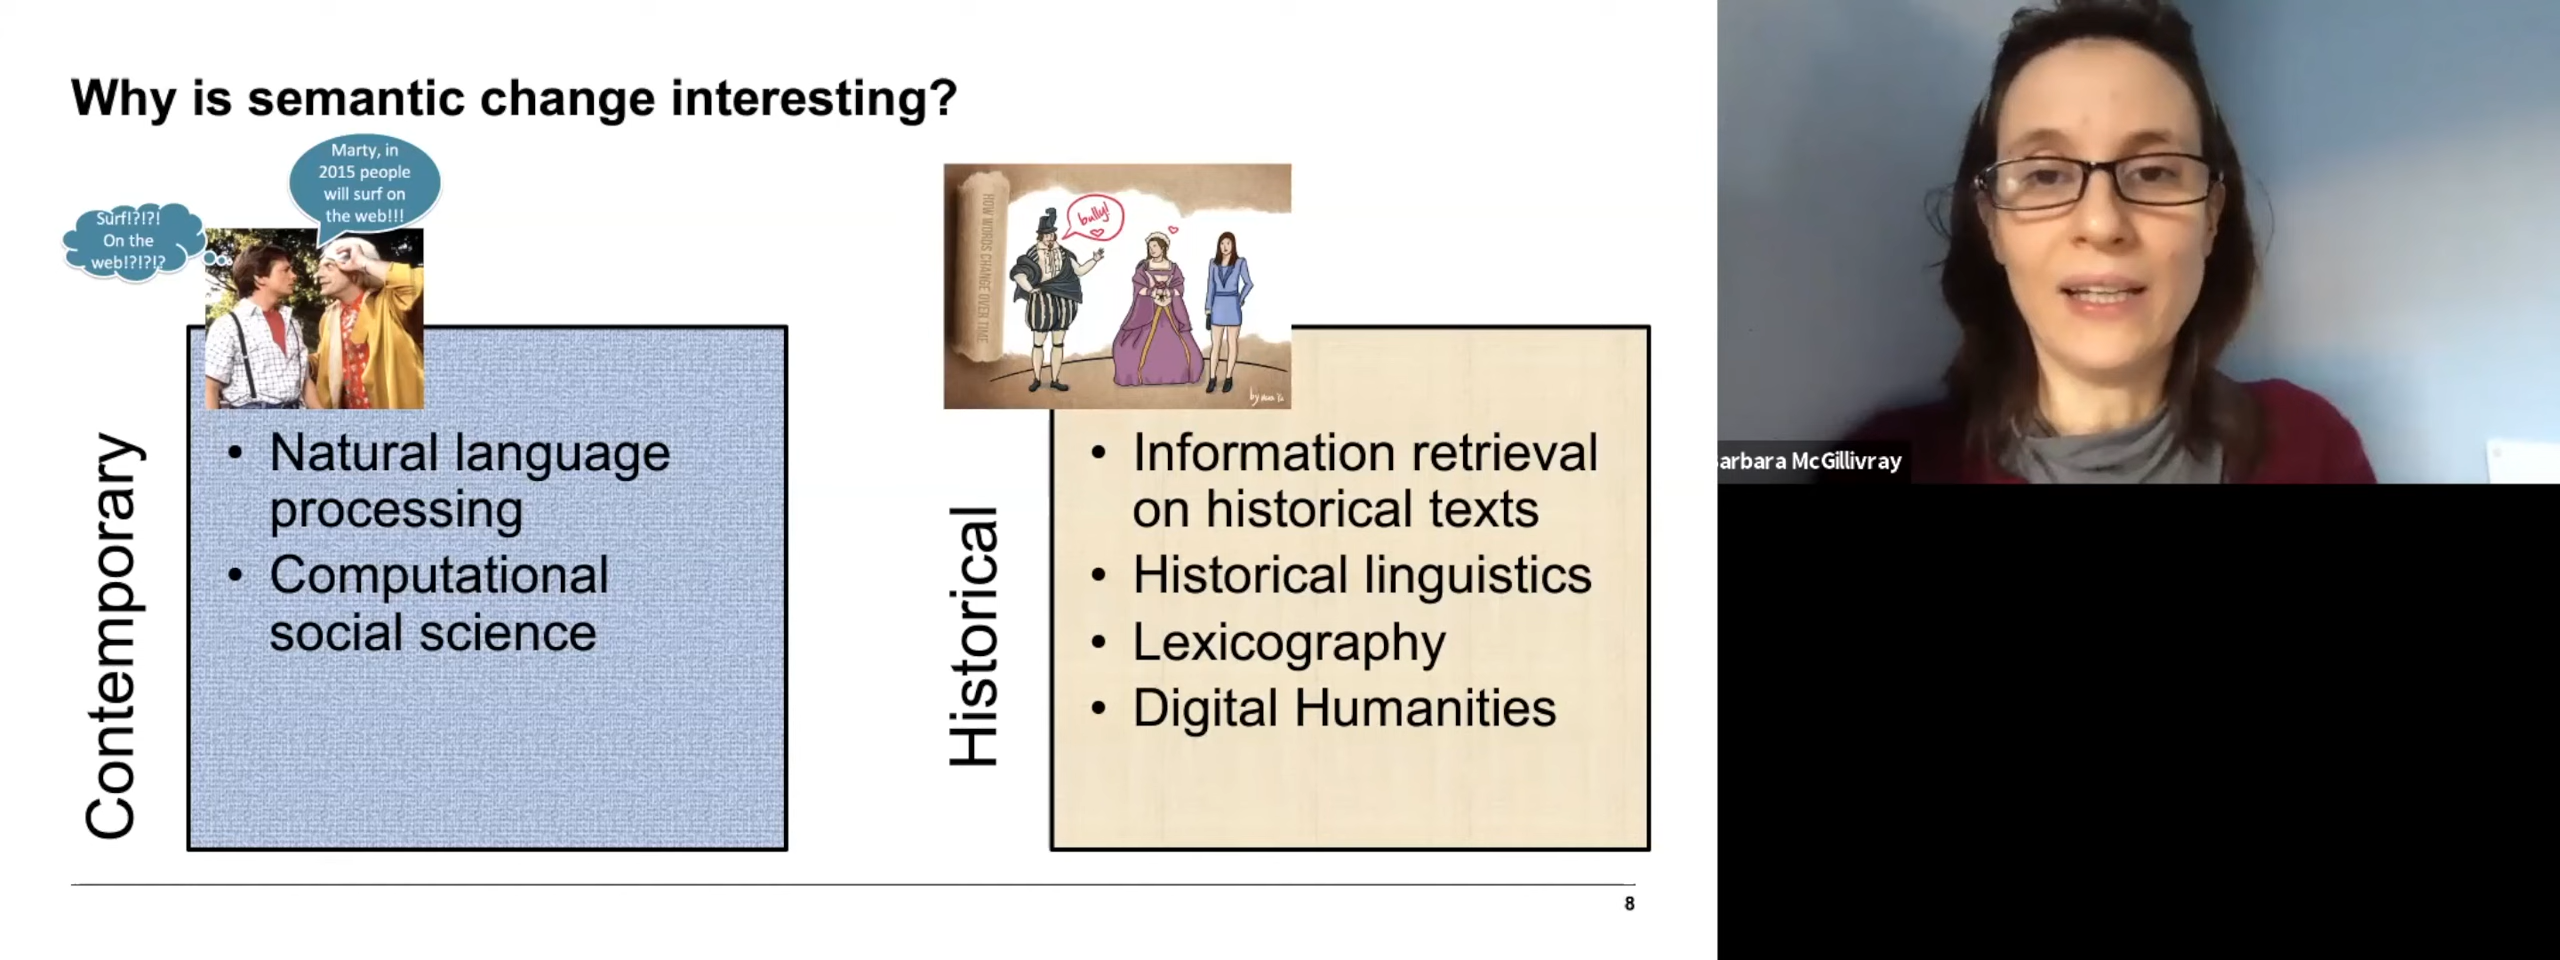 Why is semantic change interesting?
Marty, in
2015 people
will surf on
the web!!!
Surf!?!?!
On the
web!?!?!?
Contemporary
• Natural language
processing
• Computational
social science
HOW WORDS CHANGE OVER TIME
bully!
by
Historical
• Information retrieval
on historical texts
• Historical linguistics
• Lexicography
• Digital Humanities
8
arbara McGillivray